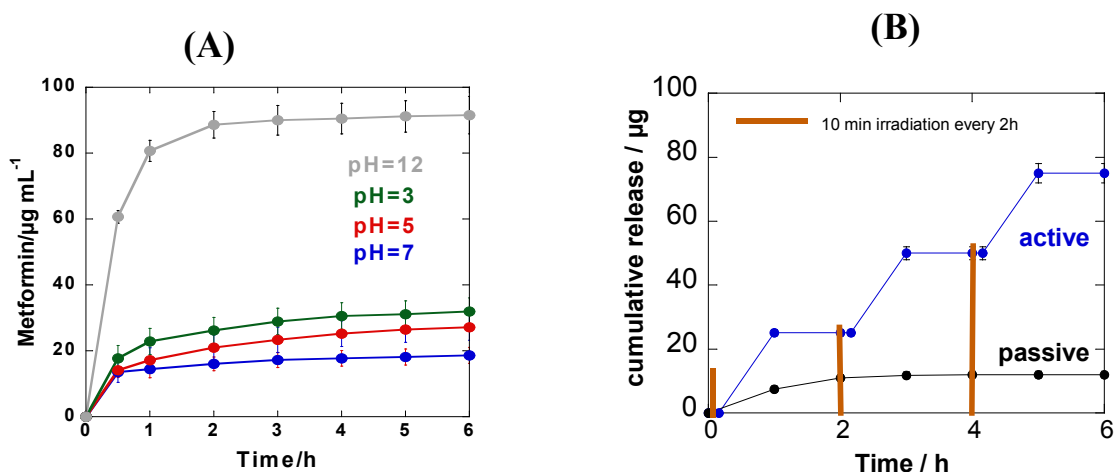 (A)
Metformin/µg mL⁻¹
100
80
60
40
20
0
pH=12
pH=3
pH=5
pH=7
0 1 2 3 4 5 6
Time/h
(B)
cumulative release / µg
100
80
60
40
20
0
10 min irradiation every 2h
active
passive
0 2 4 6
Time / h